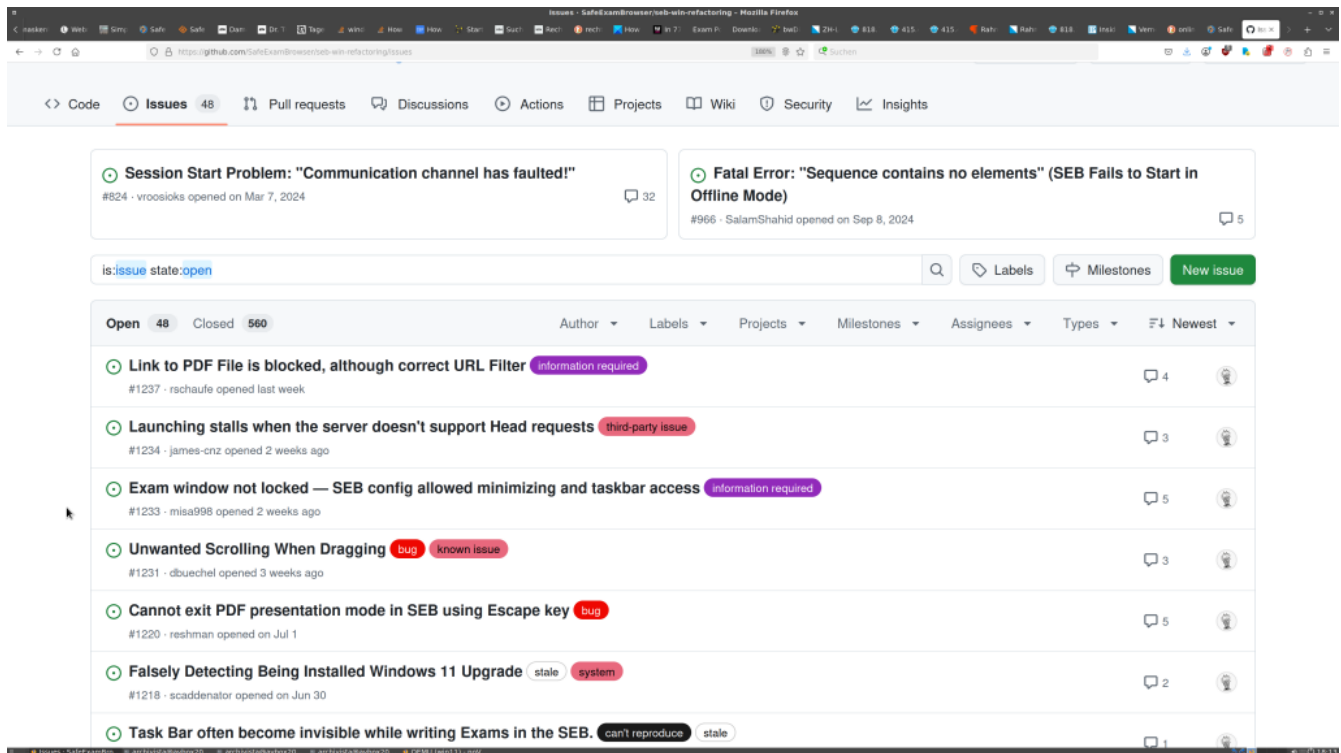 Issues - SafeExamBrowser/seb-win-refactoring - Mozilla Firefox
https://github.com/SafeExamBrowser/seb-win-refactoring/issues
100%
Suchen
Code
Issues 48
Pull requests
Discussions
Actions
Projects
Wiki
Security
Insights
Session Start Problem: "Communication channel has faulted!"
#824 · vroosioks opened on Mar 7, 2024
32
Fatal Error: "Sequence contains no elements" (SEB Fails to Start in
Offline Mode)
#966 · SalamShahid opened on Sep 8, 2024
5
is:issue state:open
Labels
Milestones
New issue
Open 48 Closed 560
Author
Labels
Projects
Milestones
Assignees
Types
Newest
Link to PDF File is blocked, although correct URL Filter information required
#1237 · rschaufe opened last week
4
Launching stalls when the server doesn't support Head requests third-party issue
#1234 · james-cnz opened 2 weeks ago
3
Exam window not locked — SEB config allowed minimizing and taskbar access information required
#1233 · misa998 opened 2 weeks ago
5
Unwanted Scrolling When Dragging bug known issue
#1231 · dbuechel opened 3 weeks ago
3
Cannot exit PDF presentation mode in SEB using Escape key bug
#1220 · reshman opened on Jul 1
5
Falsely Detecting Being Installed Windows 11 Upgrade stale system
#1218 · scaddenator opened on Jun 30
2
Task Bar often become invisible while writing Exams in the SEB. can't reproduce stale
1